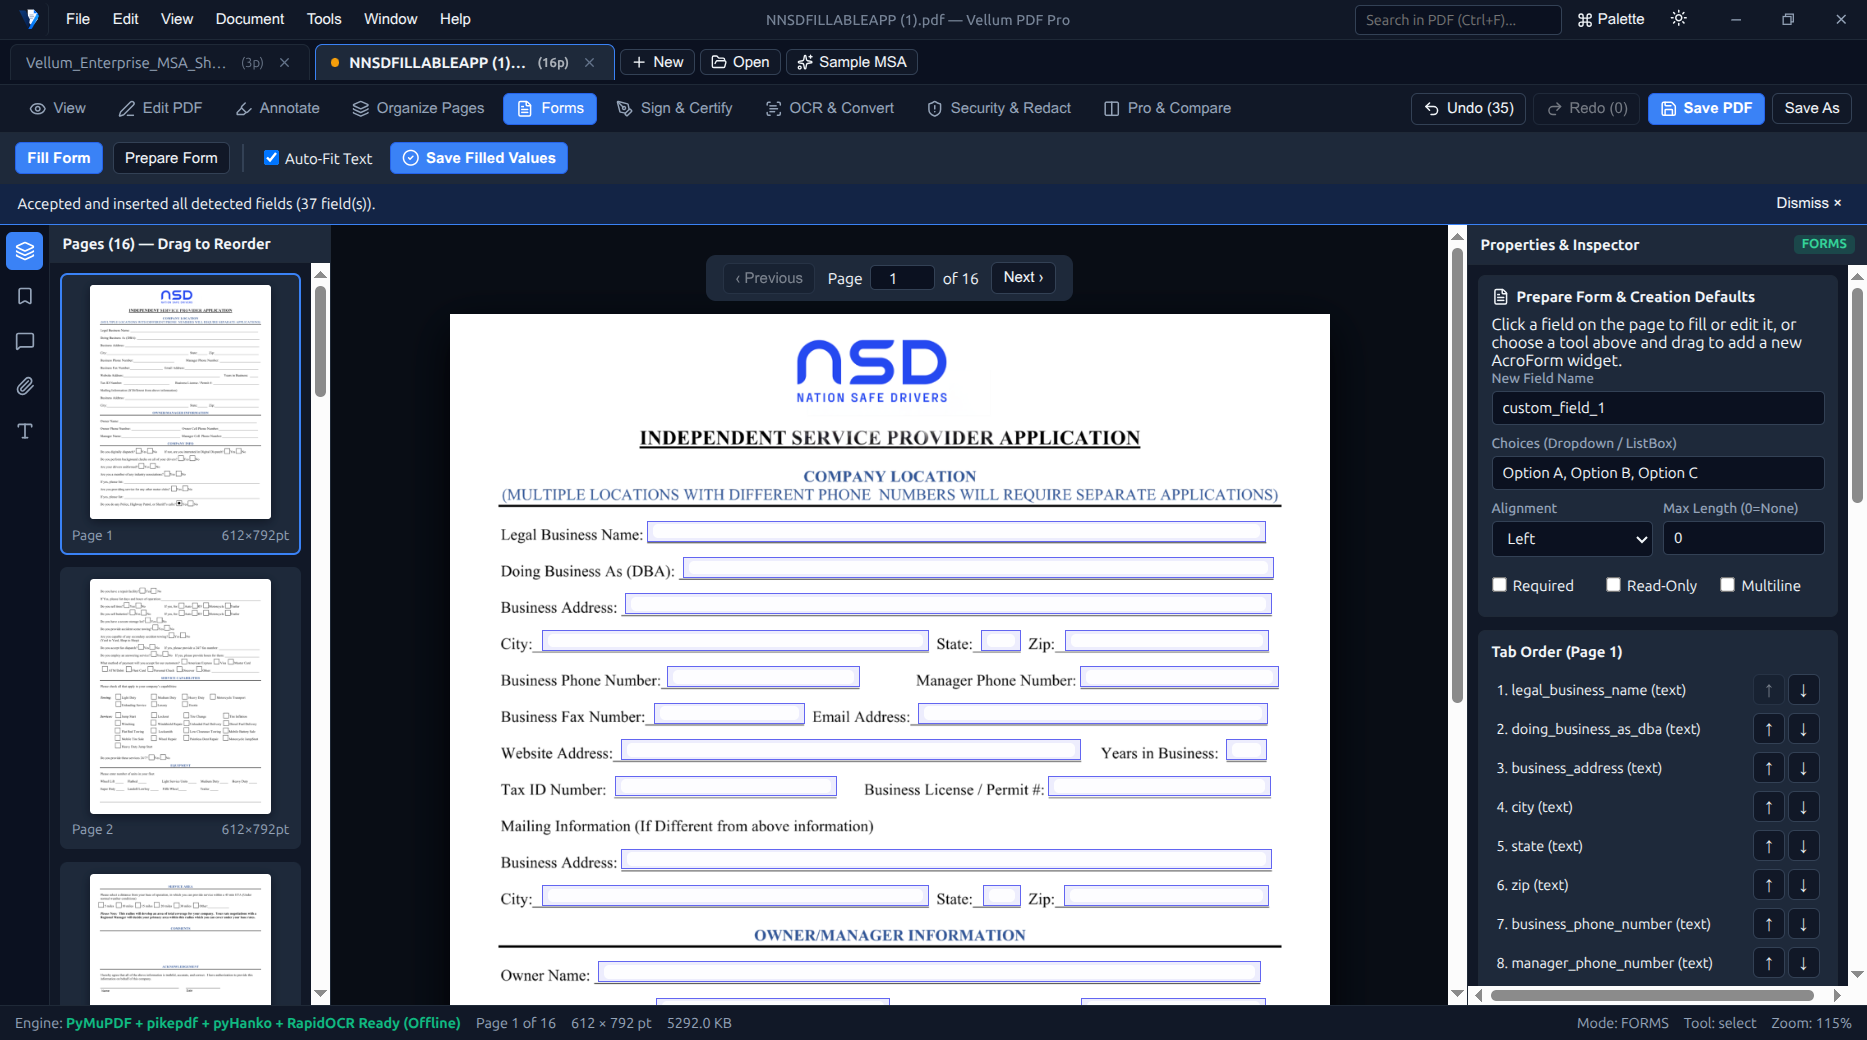 File Edit View Document Tools Window Help
NNSDFILLABLEAPP (1).pdf — Vellum PDF Pro
Search in PDF (Ctrl+F)...
Palette
Vellum_Enterprise_MSA_Sh... (3p)
NNSDFILLABLEAPP (1)... (16p)
New
Open
Sample MSA
View
Edit PDF
Annotate
Organize Pages
Forms
Sign & Certify
OCR & Convert
Security & Redact
Pro & Compare
Undo (35)
Redo (0)
Save PDF
Save As
Fill Form
Prepare Form
Auto-Fit Text
Save Filled Values
Accepted and inserted all detected fields (37 field(s)).
Dismiss ×
Pages (16) — Drag to Reorder
Page 1 612×792pt
Page 2 612×792pt
‹ Previous Page 1 of 16 Next ›
nsd
NATION SAFE DRIVERS
INDEPENDENT SERVICE PROVIDER APPLICATION
COMPANY LOCATION
(MULTIPLE LOCATIONS WITH DIFFERENT PHONE NUMBERS WILL REQUIRE SEPARATE APPLICATIONS)
Legal Business Name:
Doing Business As (DBA):
Business Address:
City: State: Zip:
Business Phone Number: Manager Phone Number:
Business Fax Number: Email Address:
Website Address: Years in Business:
Tax ID Number: Business License / Permit #:
Mailing Information (If Different from above information)
Business Address:
City: State: Zip:
OWNER/MANAGER INFORMATION
Owner Name:
Properties & Inspector FORMS
Prepare Form & Creation Defaults
Click a field on the page to fill or edit it, or
choose a tool above and drag to add a new
AcroForm widget.
New Field Name
custom_field_1
Choices (Dropdown / ListBox)
Option A, Option B, Option C
Alignment Max Length (0=None)
Left 0
Required Read-Only Multiline
Tab Order (Page 1)
1. legal_business_name (text) ↑ ↓
2. doing_business_as_dba (text) ↑ ↓
3. business_address (text) ↑ ↓
4. city (text) ↑ ↓
5. state (text) ↑ ↓
6. zip (text) ↑ ↓
7. business_phone_number (text) ↑ ↓
8. manager_phone_number (text) ↑ ↓
Engine: PyMuPDF + pikepdf + pyHanko + RapidOCR Ready (Offline) Page 1 of 16 612 × 792 pt 5292.0 KB
Mode: FORMS Tool: select Zoom: 115%